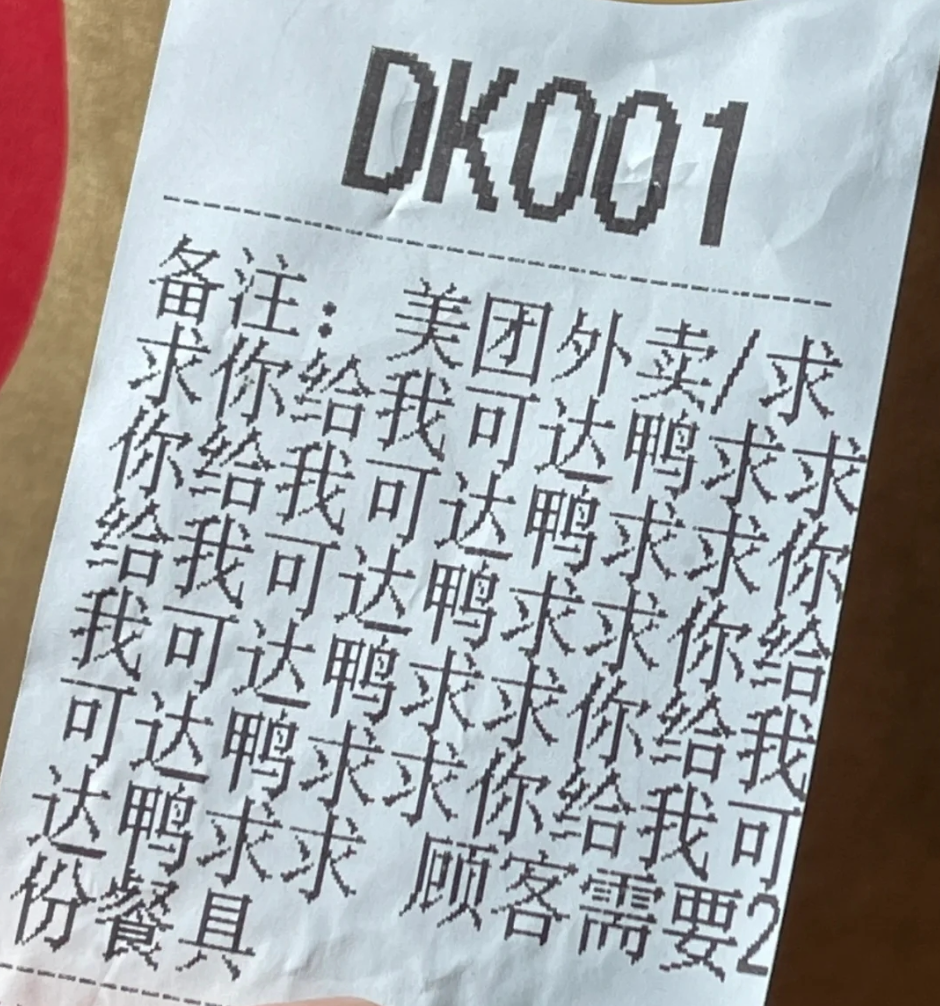 DK001
备注: 美团外卖/求
求你给我可达鸭求求
你给我可达鸭求求你
给我可达鸭求求你给
我可达鸭求求你给我
可达鸭求求你给我可
达鸭求求 顾客需要2
份餐具